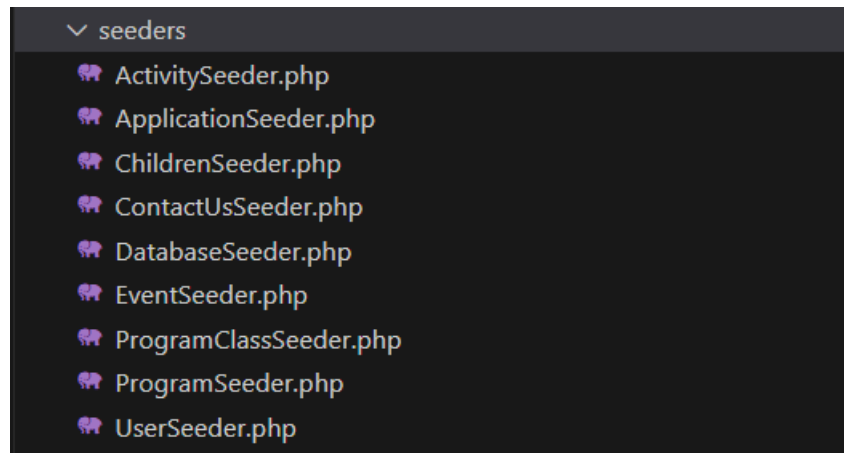 seeders
ActivitySeeder.php
ApplicationSeeder.php
ChildrenSeeder.php
ContactUsSeeder.php
DatabaseSeeder.php
EventSeeder.php
ProgramClassSeeder.php
ProgramSeeder.php
UserSeeder.php